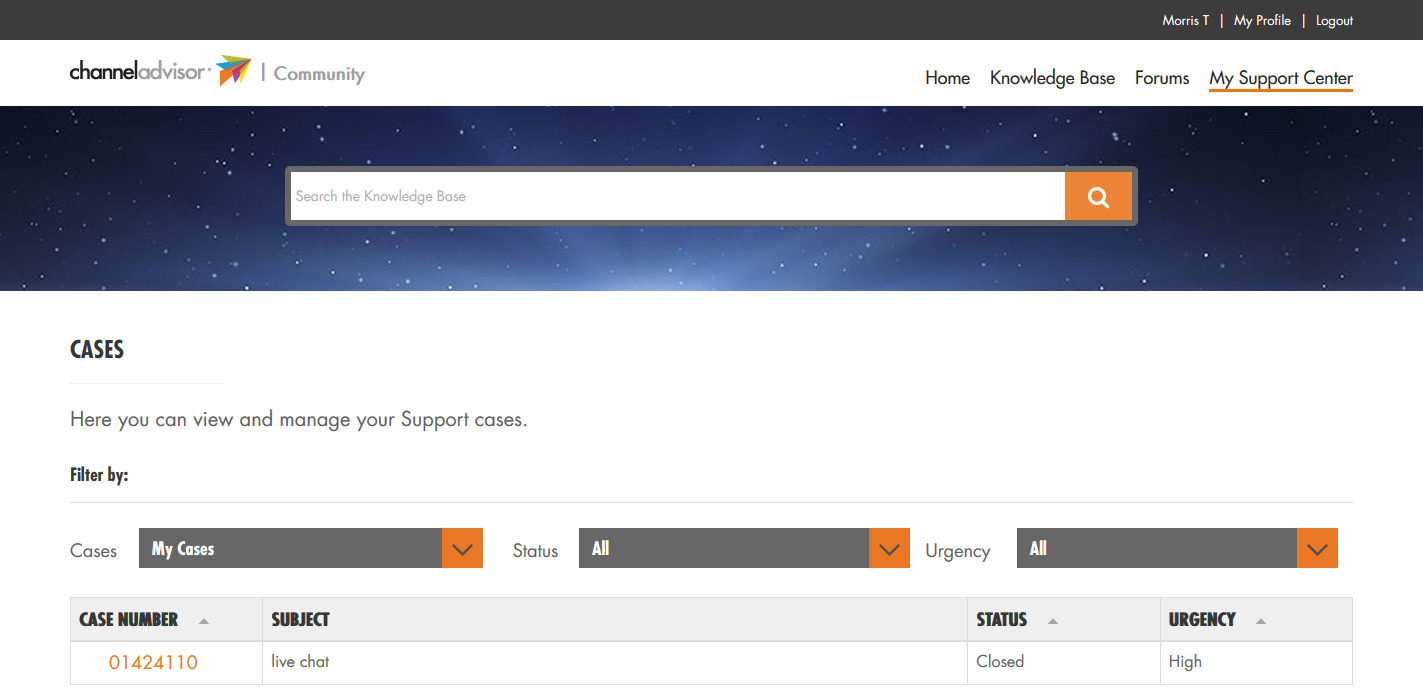 Morris T | My Profile | Logout
channeladvisor | Community
Home Knowledge Base Forums My Support Center
Search the Knowledge Base
CASES
Here you can view and manage your Support cases.
Filter by:
Cases My Cases Status All Urgency All
CASE NUMBER SUBJECT STATUS URGENCY
01424110 live chat Closed High